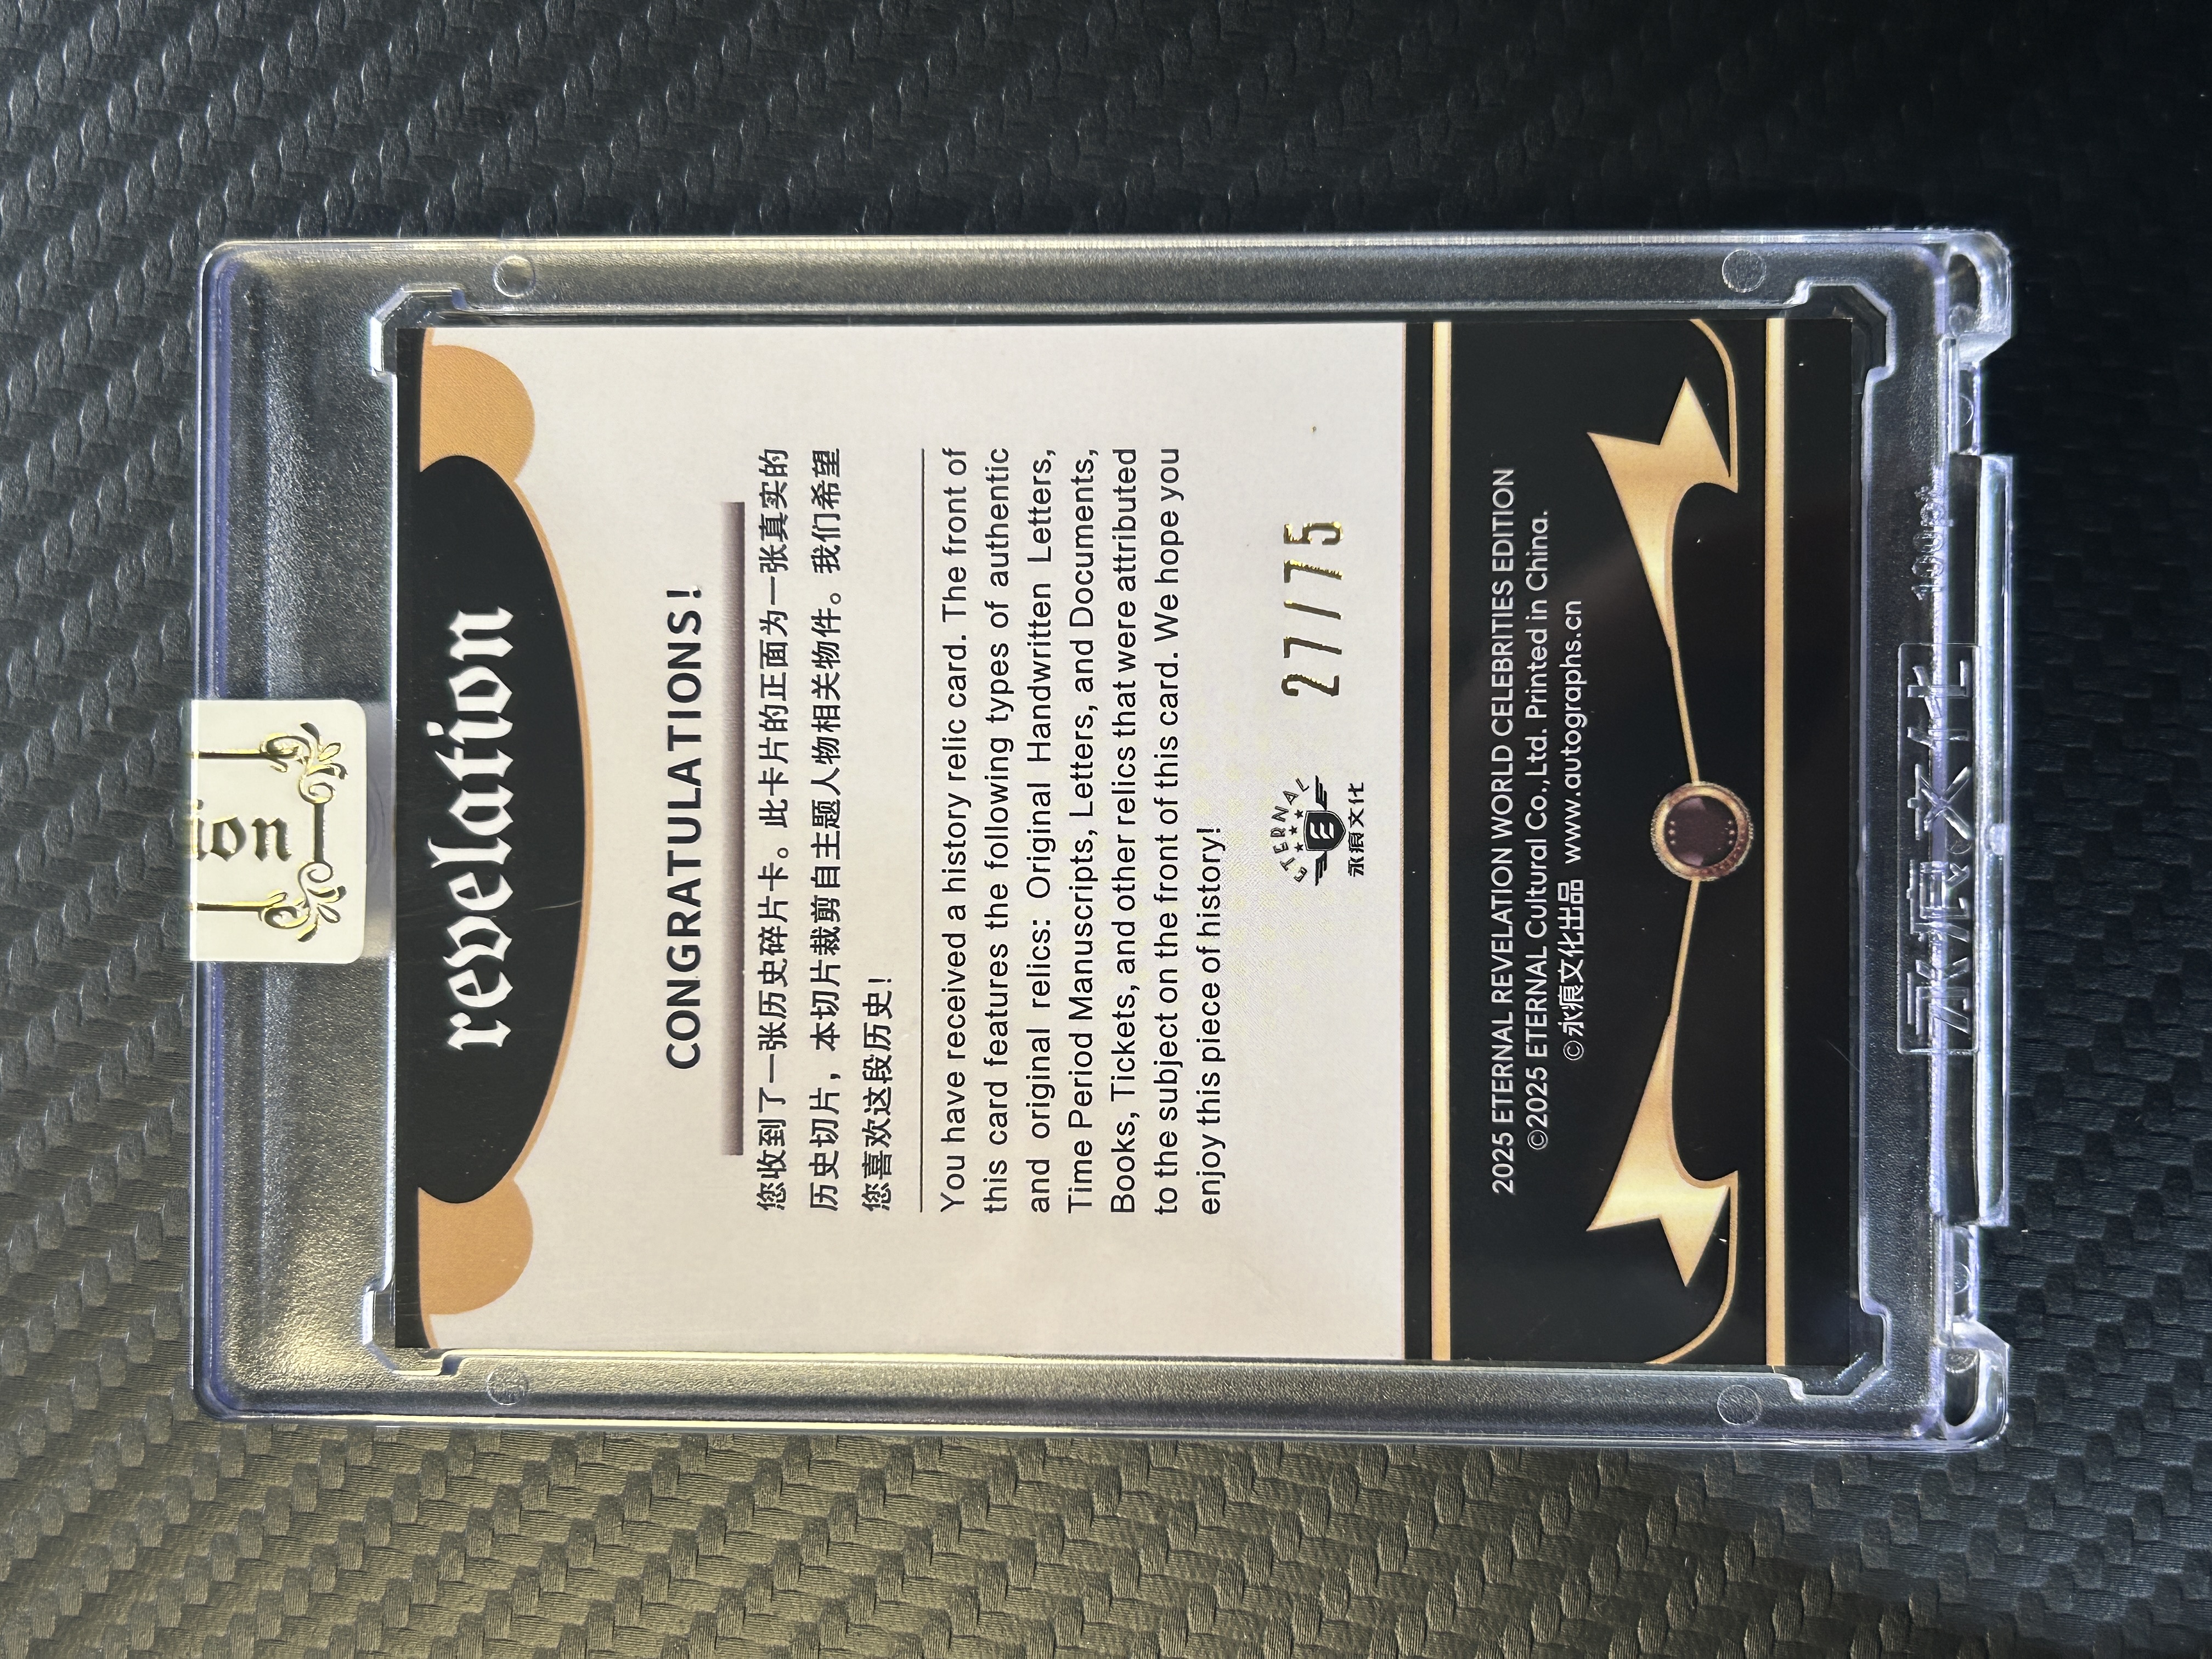 ion
revelation
CONGRATULATIONS!
您收到了一张历史碎片卡。此卡片的正面为一张真实的
历史切片，本切片裁剪自主题人物相关物件。我们希望
您喜欢这段历史！
You have received a history relic card. The front of
this card features the following types of authentic
and original relics: Original Handwritten Letters,
Time Period Manuscripts, Letters, and Documents,
Books, Tickets, and other relics that were attributed
to the subject on the front of this card. We hope you
enjoy this piece of history!
ETERNAL
E
永痕文化
27/75
2025 ETERNAL REVELATION WORLD CELEBRITIES EDITION
©2025 ETERNAL Cultural Co.,Ltd. Printed in China.
©永痕文化出品 www.autographs.cn
永痕文化